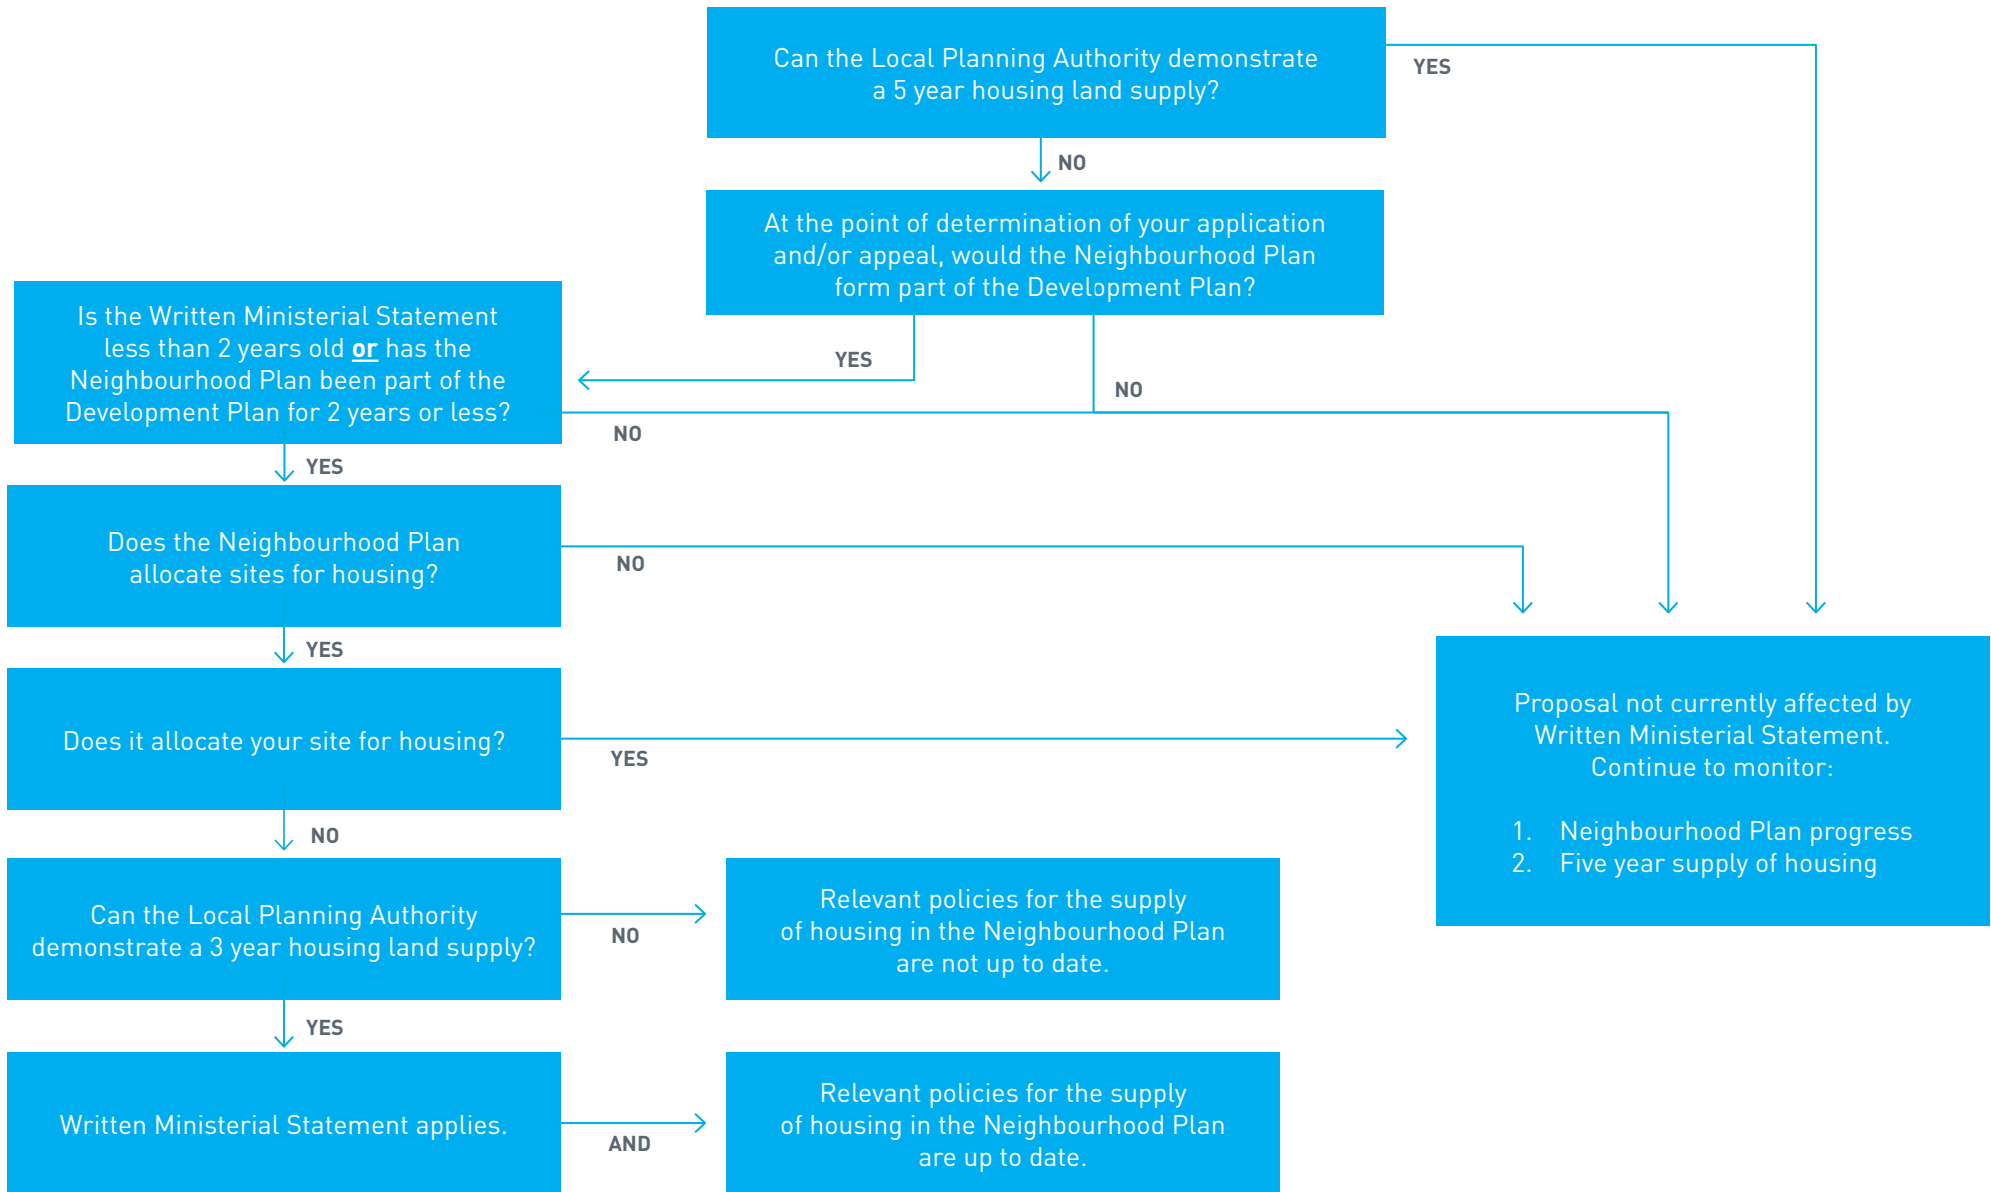 Can the Local Planning Authority demonstrate
a 5 year housing land supply?
YES
NO
At the point of determination of your application
and/or appeal, would the Neighbourhood Plan
form part of the Development Plan?
YES
NO
Is the Written Ministerial Statement
less than 2 years old or has the
Neighbourhood Plan been part of the
Development Plan for 2 years or less?
NO
YES
Does the Neighbourhood Plan
allocate sites for housing?
NO
YES
Does it allocate your site for housing?
YES
NO
Proposal not currently affected by
Written Ministerial Statement.
Continue to monitor:
1. Neighbourhood Plan progress
2. Five year supply of housing
Can the Local Planning Authority
demonstrate a 3 year housing land supply?
NO
Relevant policies for the supply
of housing in the Neighbourhood Plan
are not up to date.
YES
Written Ministerial Statement applies.
AND
Relevant policies for the supply
of housing in the Neighbourhood Plan
are up to date.